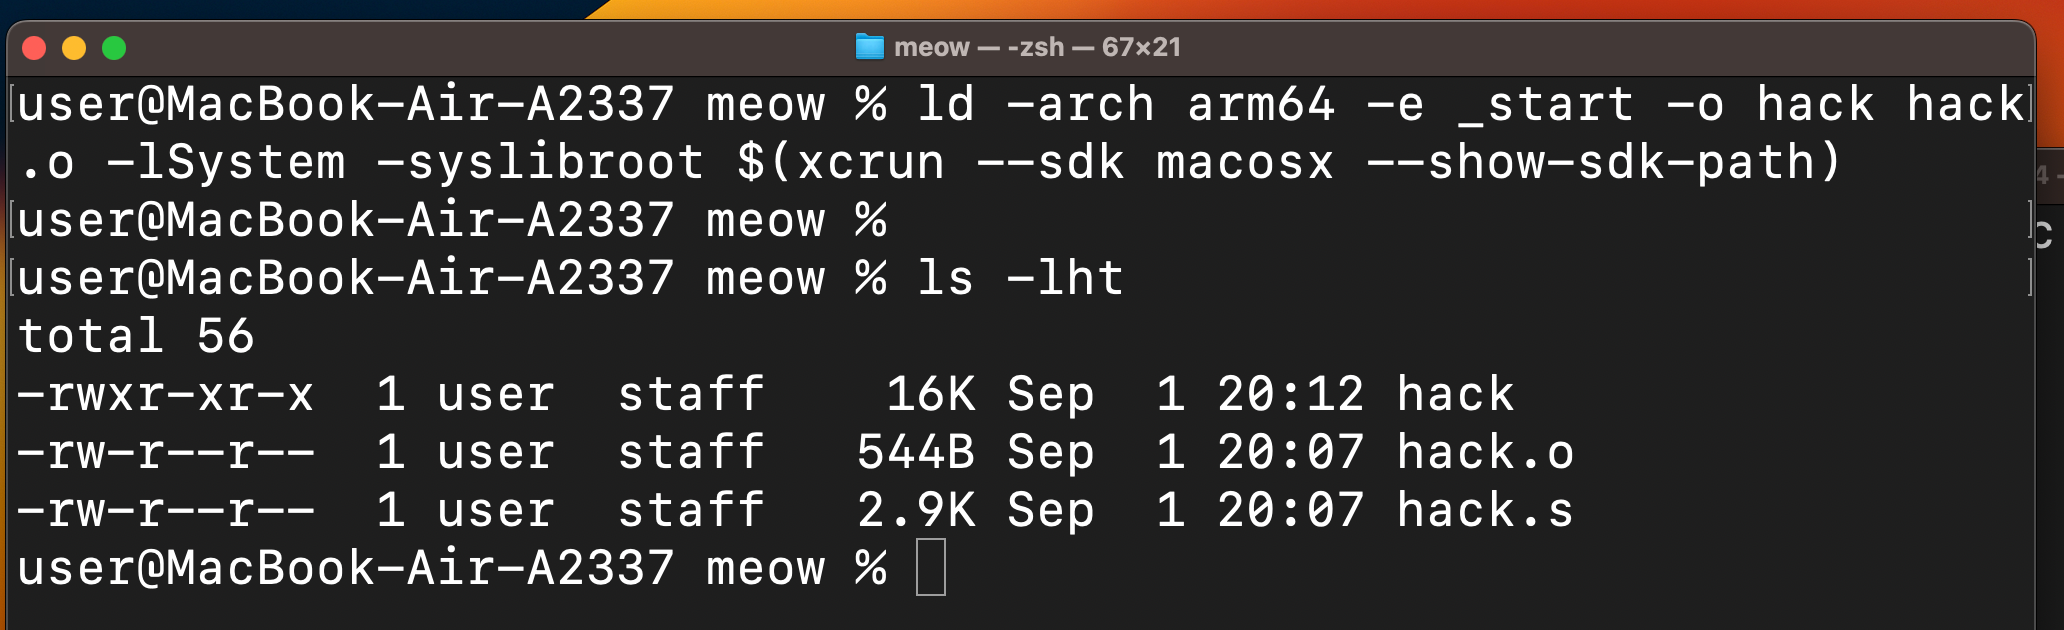 meow — -zsh — 67×21
user@MacBook-Air-A2337 meow % ld -arch arm64 -e _start -o hack hack
.o -lSystem -syslibroot $(xcrun --sdk macosx --show-sdk-path)
user@MacBook-Air-A2337 meow %
user@MacBook-Air-A2337 meow % ls -lht
total 56
-rwxr-xr-x  1 user  staff    16K Sep  1 20:12 hack
-rw-r--r--  1 user  staff   544B Sep  1 20:07 hack.o
-rw-r--r--  1 user  staff   2.9K Sep  1 20:07 hack.s
user@MacBook-Air-A2337 meow %